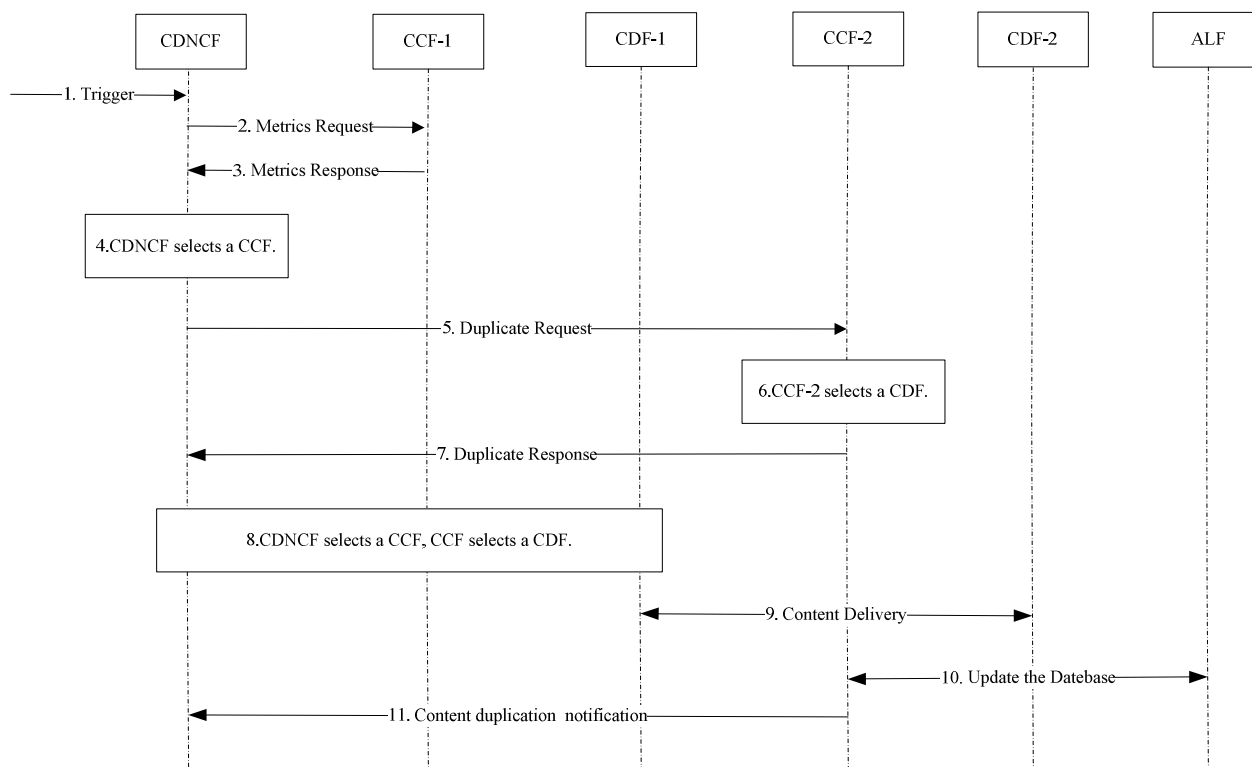 CDNCF
CCF-1
CDF-1
CCF-2
CDF-2
ALF
1. Trigger
2. Metrics Request
3. Metrics Response
4.CDNCF selects a CCF.
5. Duplicate Request
6.CCF-2 selects a CDF.
7. Duplicate Response
8.CDNCF selects a CCF, CCF selects a CDF.
9. Content Delivery
10. Update the Datebase
11. Content duplication notification